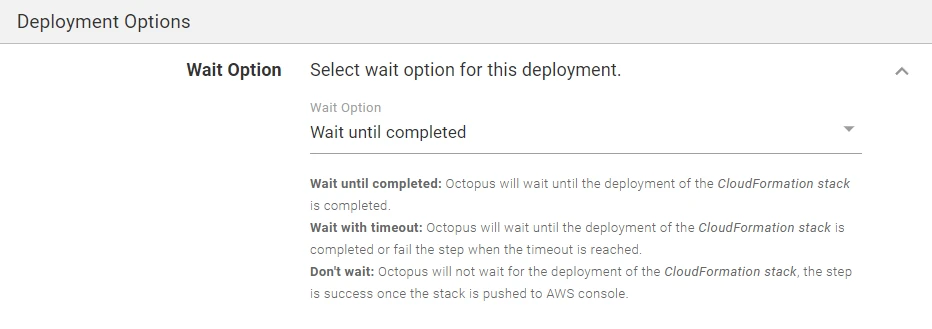 Deployment Options
Wait Option Select wait option for this deployment.
Wait Option
Wait until completed
Wait until completed: Octopus will wait until the deployment of the CloudFormation stack
is completed.
Wait with timeout: Octopus will wait until the deployment of the CloudFormation stack is
completed or fail the step when the timeout is reached.
Don't wait: Octopus will not wait for the deployment of the CloudFormation stack, the step
is success once the stack is pushed to AWS console.